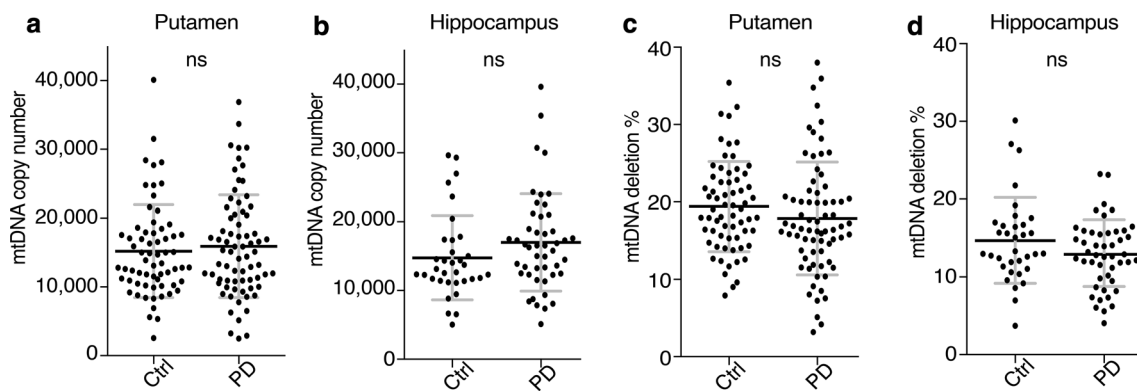 a Putamen
ns
mtDNA copy number
40,000
30,000
20,000
10,000
0
Ctrl PD
b Hippocampus
ns
mtDNA copy number
40,000
30,000
20,000
10,000
0
Ctrl PD
c Putamen
ns
mtDNA deletion %
40
30
20
10
0
Ctrl PD
d Hippocampus
ns
mtDNA deletion %
40
30
20
10
0
Ctrl PD